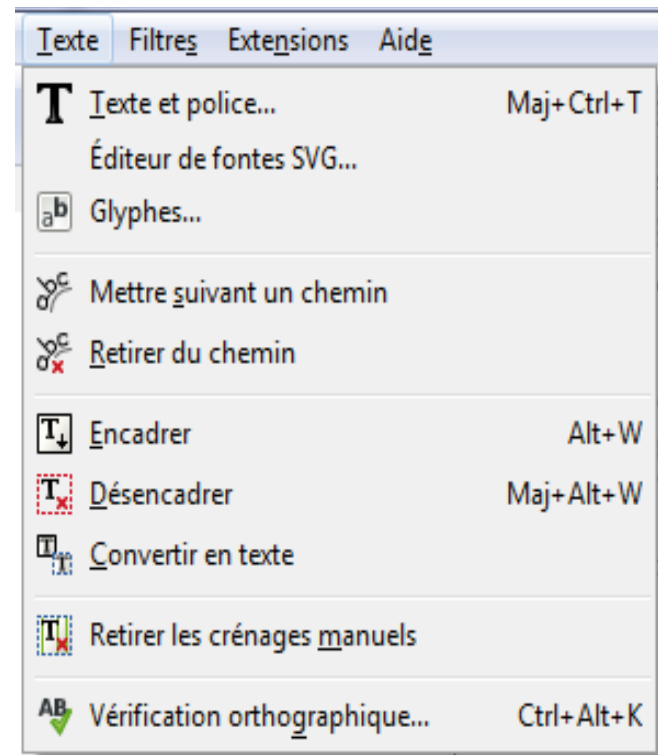 Texte Filtres Extensions Aide
T Texte et police... Maj+Ctrl+T
Éditeur de fontes SVG...
ab Glyphes...
Mettre suivant un chemin
Retirer du chemin
Encadrer Alt+W
Désencadrer Maj+Alt+W
Convertir en texte
Retirer les crénages manuels
Vérification orthographique... Ctrl+Alt+K